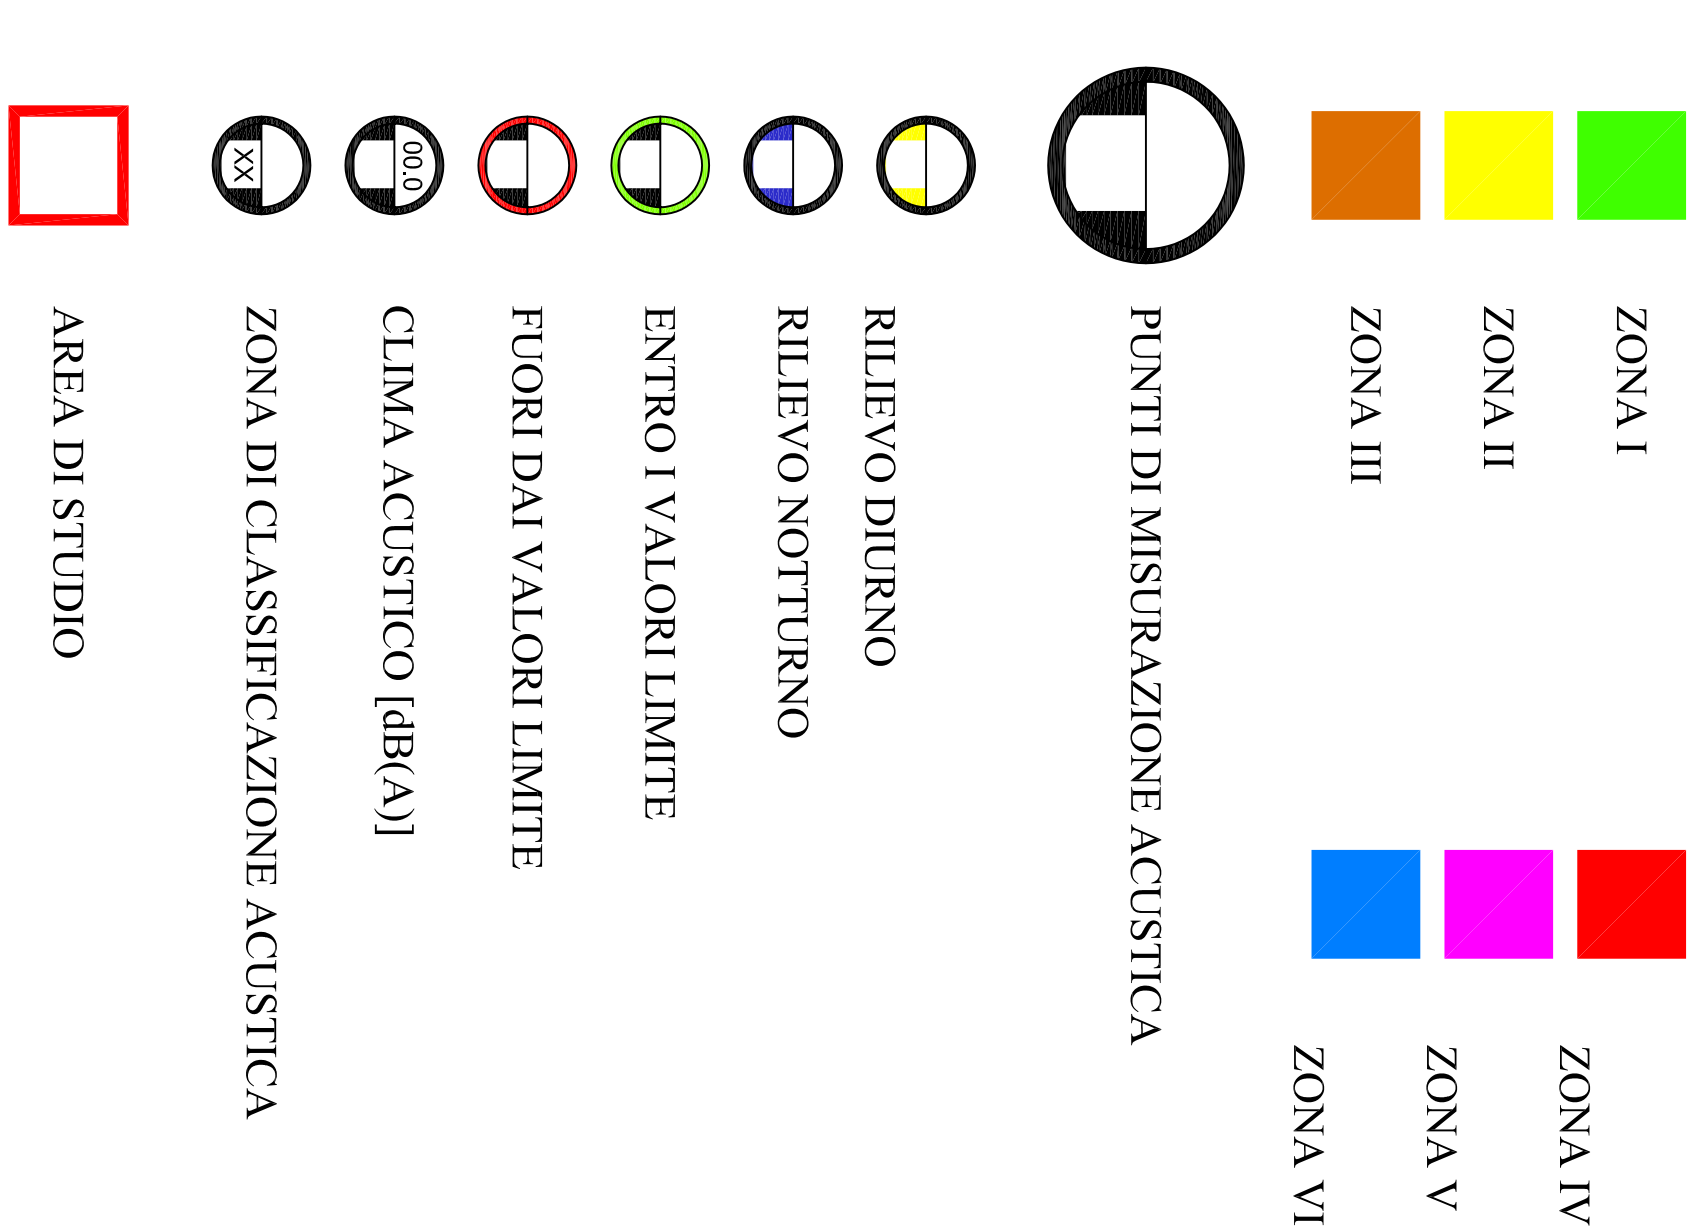 ZONA I
ZONA IV
ZONA II
ZONA V
ZONA III
ZONA VI
PUNTI DI MISURAZIONE ACUSTICA
RILIEVO DIURNO
RILIEVO NOTTURNO
ENTRO I VALORI LIMITE
FUORI DAI VALORI LIMITE
00.0
CLIMA ACUSTICO [dB(A)]
XX
ZONA DI CLASSIFICAZIONE ACUSTICA
AREA DI STUDIO